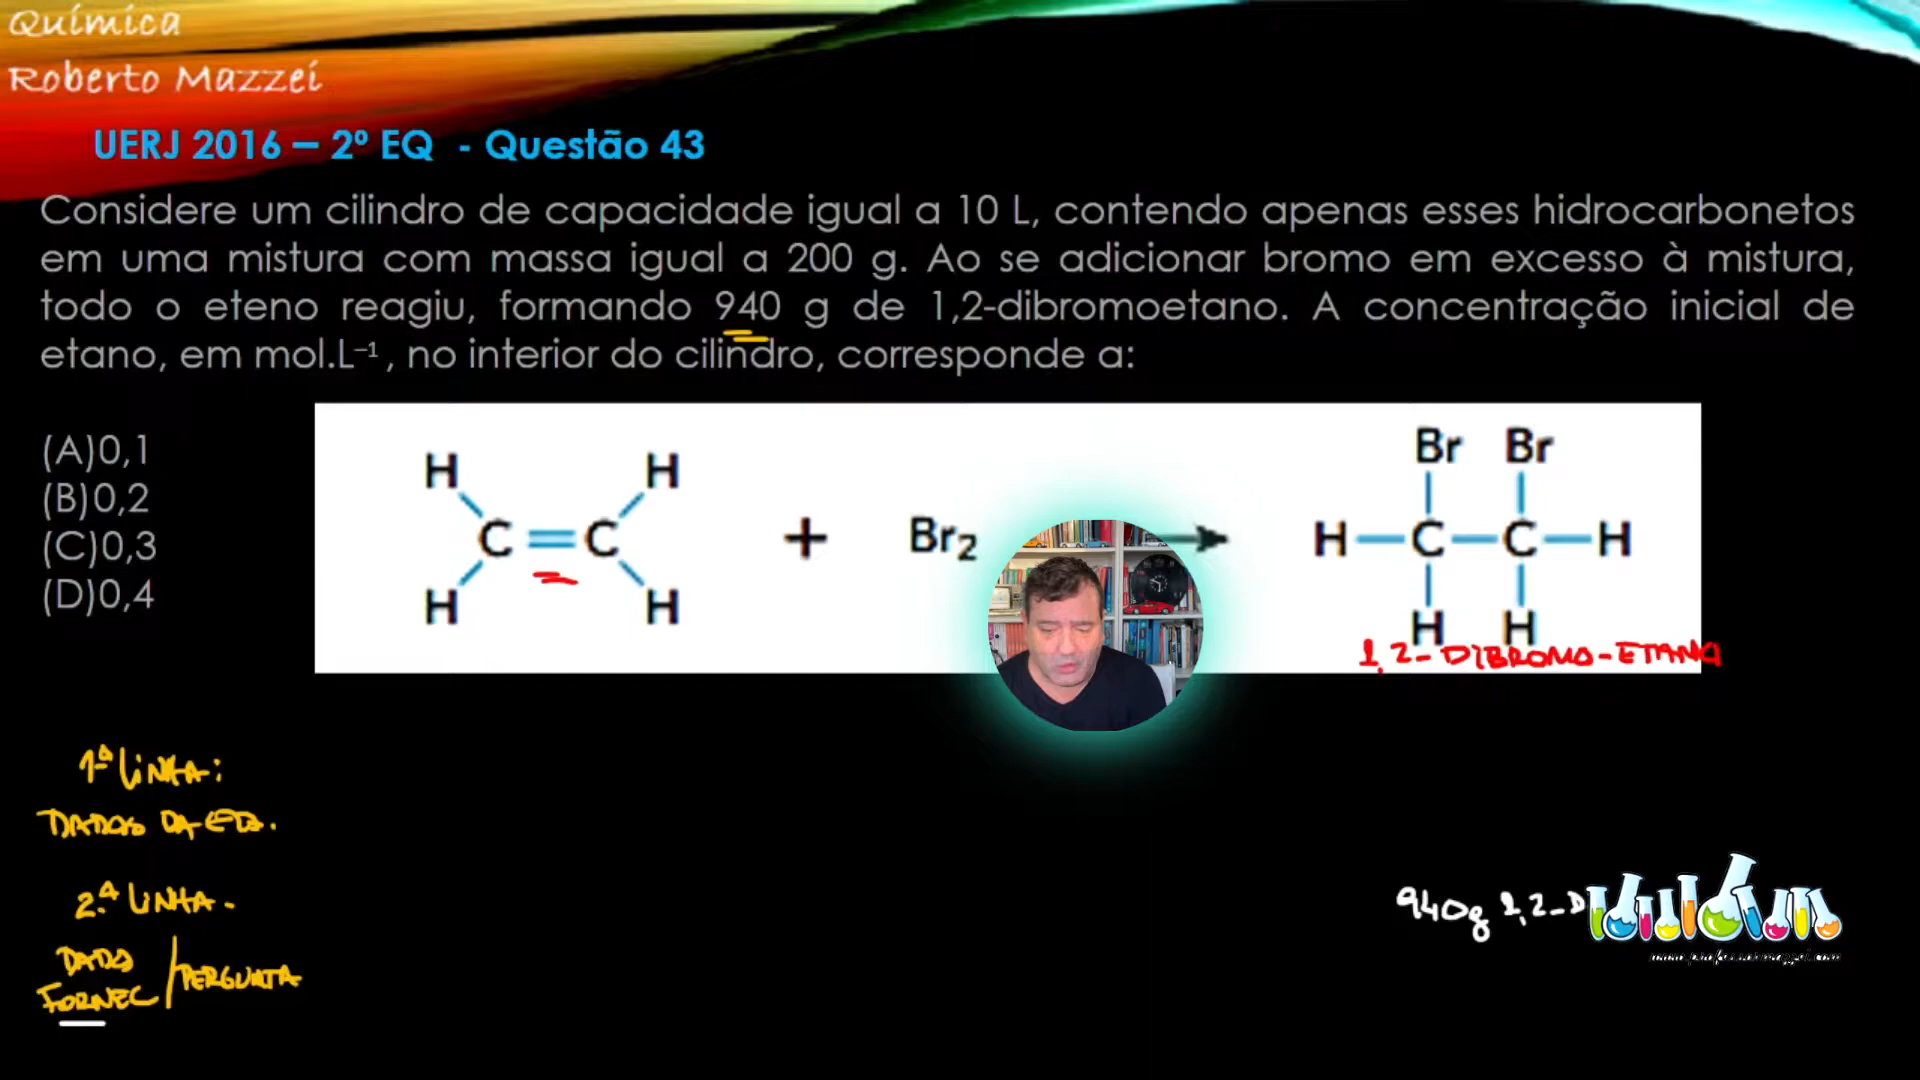 Química
Roberto Mazzei
UERJ 2016 – 2º EQ - Questão 43
Considere um cilindro de capacidade igual a 10 L, contendo apenas esses hidrocarbonetos
em uma mistura com massa igual a 200 g. Ao se adicionar bromo em excesso à mistura,
todo o eteno reagiu, formando 940 g de 1,2-dibromoetano. A concentração inicial de
etano, em mol.L⁻¹ , no interior do cilindro, corresponde a:
(A)0,1
(B)0,2
(C)0,3
(D)0,4
H H
C = C
H H
+ Br₂
Br Br
H — C — C — H
H H
1,2- DIBROMO-ETANO
1ª LINHA:
DADOS DA EQ.
2ª LINHA-
DADO
FORNEC / PERGUNTA
940g 1,2-D
www.professormazzei.com